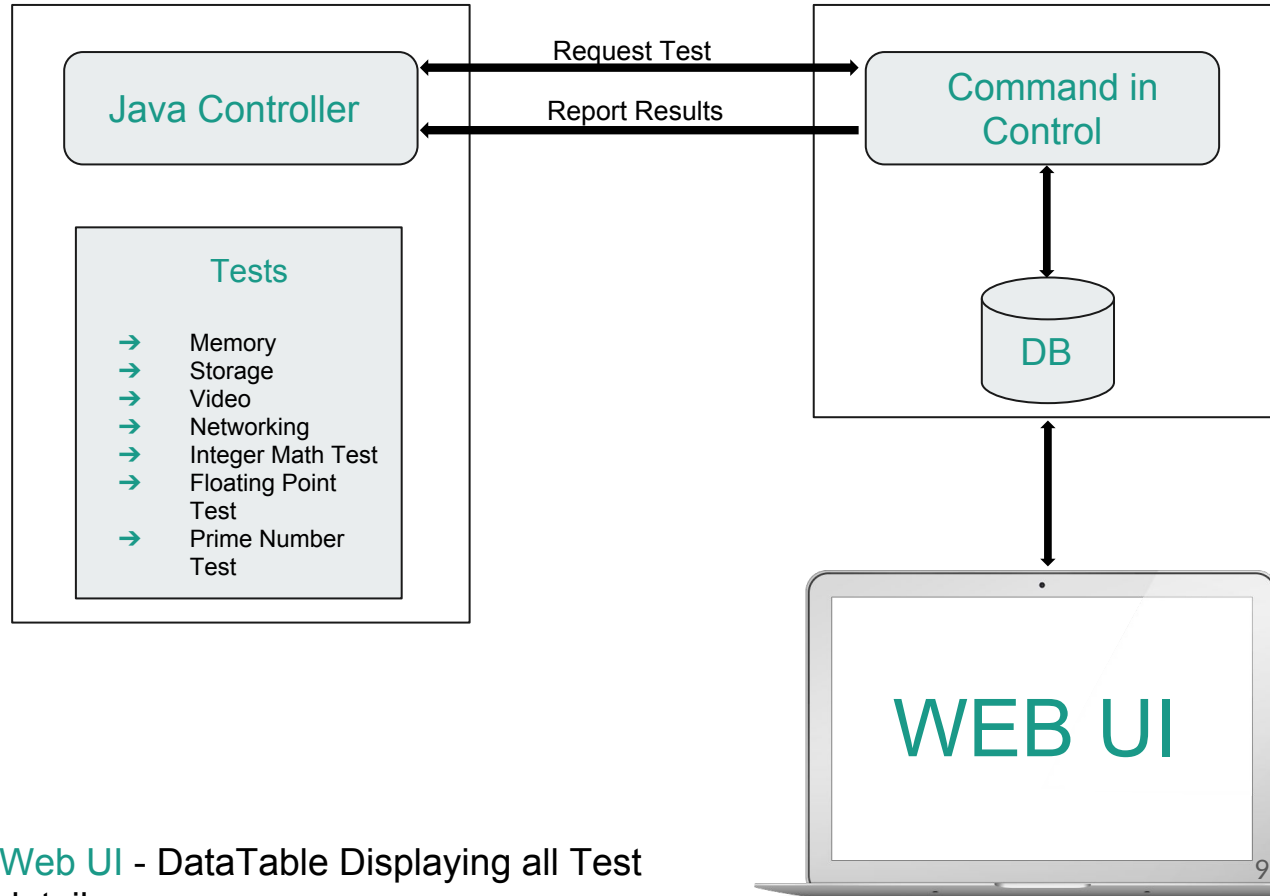 Java Controller
Request Test
Report Results
Command in
Control
Tests
➔ Memory
➔ Storage
➔ Video
➔ Networking
➔ Integer Math Test
➔ Floating Point
Test
➔ Prime Number
Test
DB
WEB UI
Web UI - DataTable Displaying all Test
9